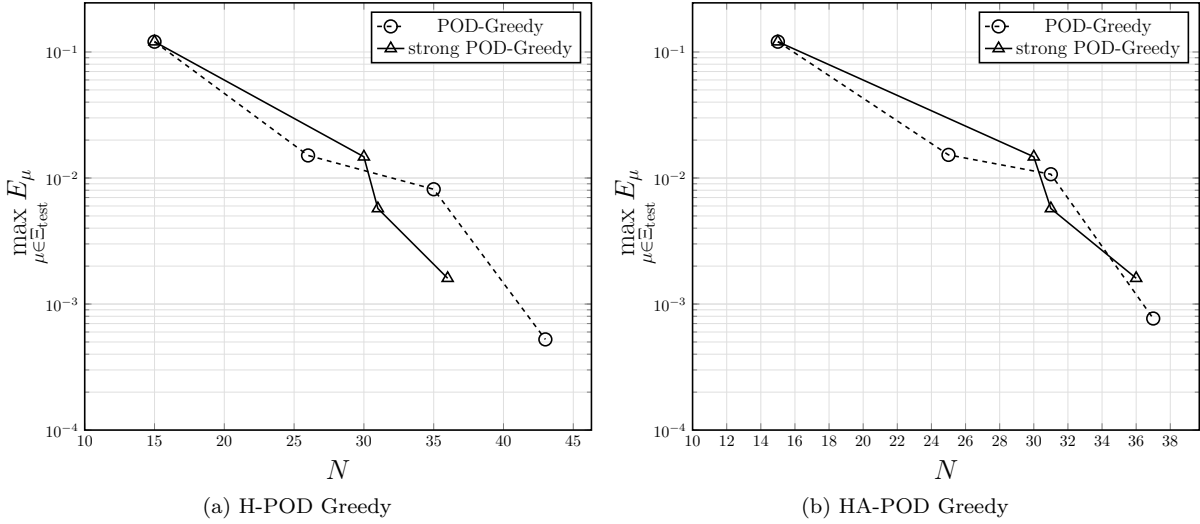 POD-Greedy
strong POD-Greedy
10⁻¹
10⁻²
10⁻³
10⁻⁴
max E_μ
μ∈Ξ_test
10 15 20 25 30 35 40 45
N
(a) H-POD Greedy
POD-Greedy
strong POD-Greedy
10⁻¹
10⁻²
10⁻³
10⁻⁴
max E_μ
μ∈Ξ_test
10 12 14 16 18 20 22 24 26 28 30 32 34 36 38
N
(b) HA-POD Greedy